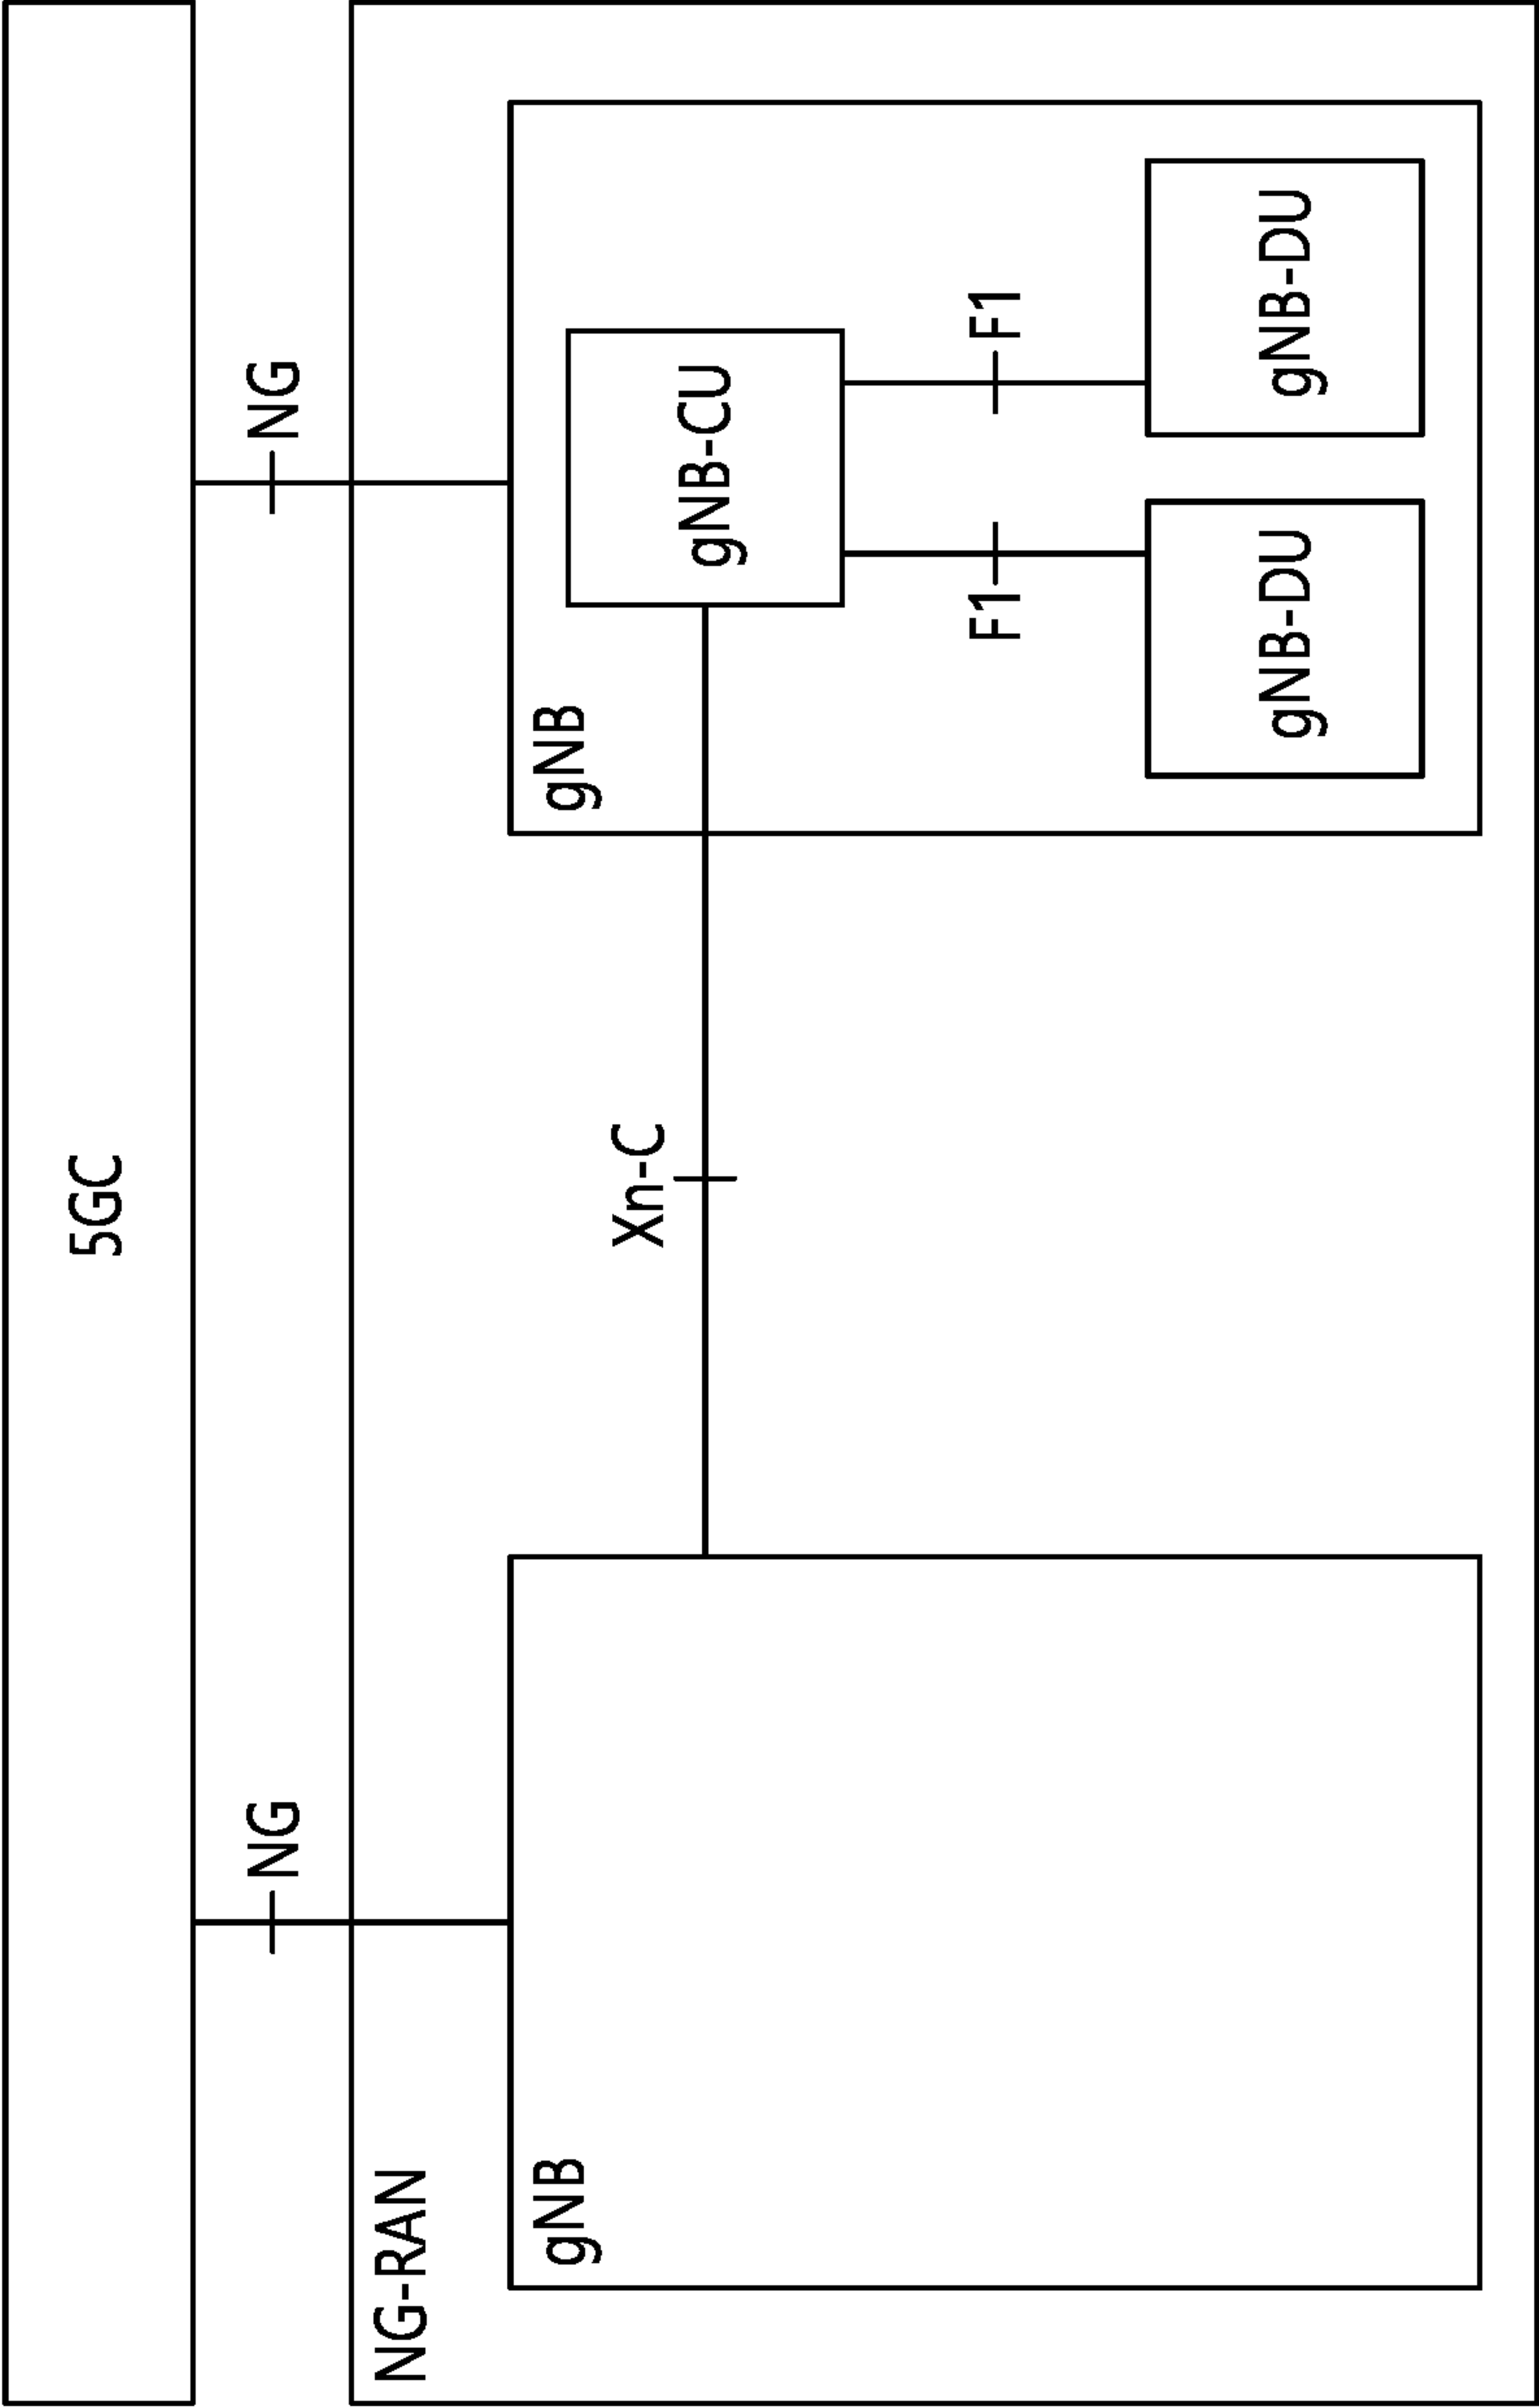 5GC
NG
NG
NG-RAN
gNB
gNB
Xn-C
gNB-CU
F1
F1
gNB-DU
gNB-DU